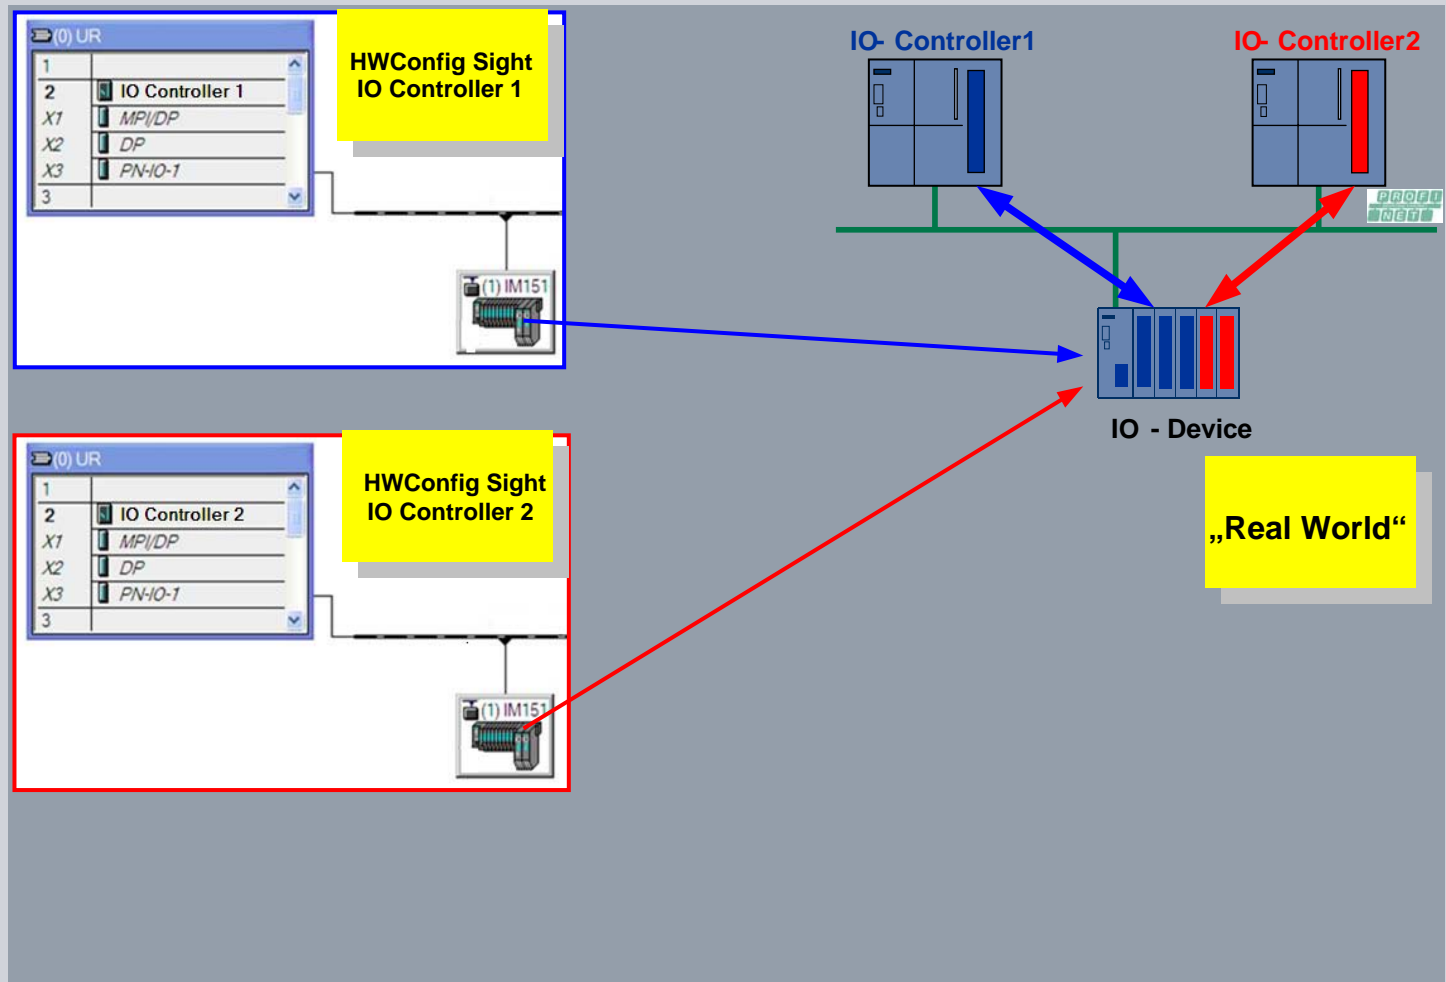 (0) UR
1
2 IO Controller 1
X1 MPI/DP
X2 DP
X3 PN-IO-1
3
HWConfig Sight
IO Controller 1
(1) IM151
IO- Controller1
IO- Controller2
PROFI
NET
IO - Device
„Real World“
(0) UR
1
2 IO Controller 2
X1 MPI/DP
X2 DP
X3 PN-IO-1
3
HWConfig Sight
IO Controller 2
(1) IM151